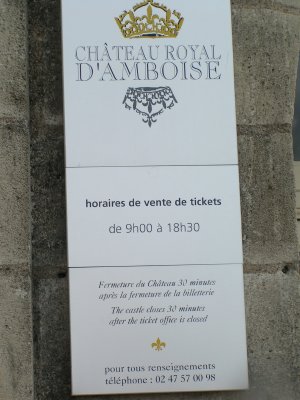 CHÂTEAU ROYAL
D'AMBOISE
horaires de vente de tickets
de 9h00 à 18h30
Fermeture du Château 30 minutes
après la fermeture de la billetterie
The castle closes 30 minutes
after the ticket office is closed
pour tous renseignements
téléphone : 02 47 57 00 98